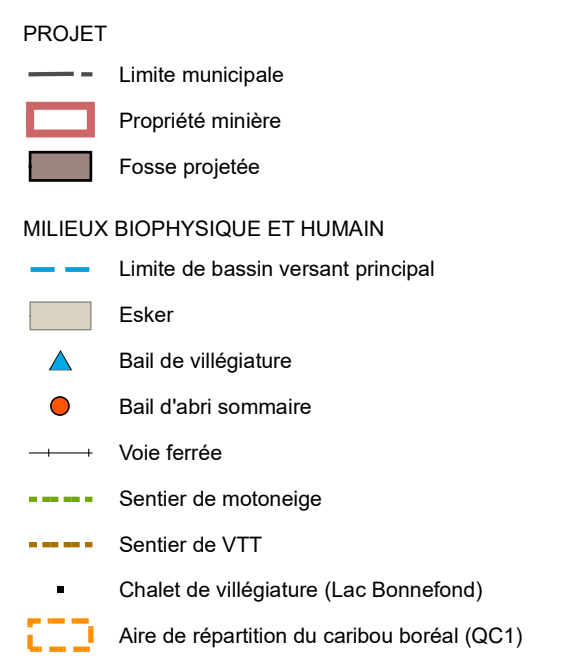 PROJET
Limite municipale
Propriété minière
Fosse projetée
MILIEUX BIOPHYSIQUE ET HUMAIN
Limite de bassin versant principal
Esker
Bail de villégiature
Bail d'abri sommaire
Voie ferrée
Sentier de motoneige
Sentier de VTT
Chalet de villégiature (Lac Bonnefond)
Aire de répartition du caribou boréal (QC1)